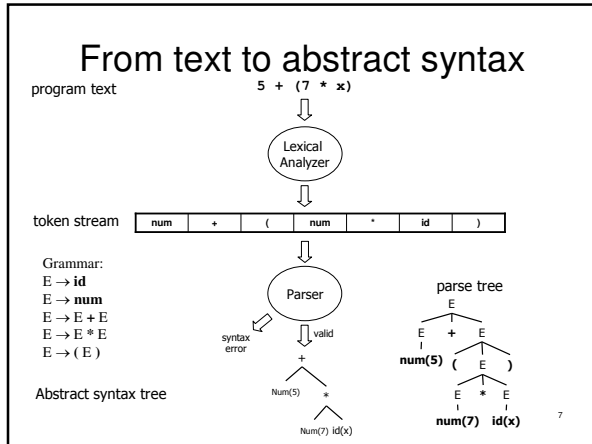 From text to abstract syntax
program text
5 + (7 * x)
Lexical
Analyzer
token stream
num + ( num * id )
Grammar:
E → id
E → num
E → E + E
E → E * E
E → ( E )
Parser
syntax
error
valid
+
Num(5) *
Num(7) id(x)
Abstract syntax tree
parse tree
E
E + E
num(5) ( E )
E * E
num(7) id(x)
7